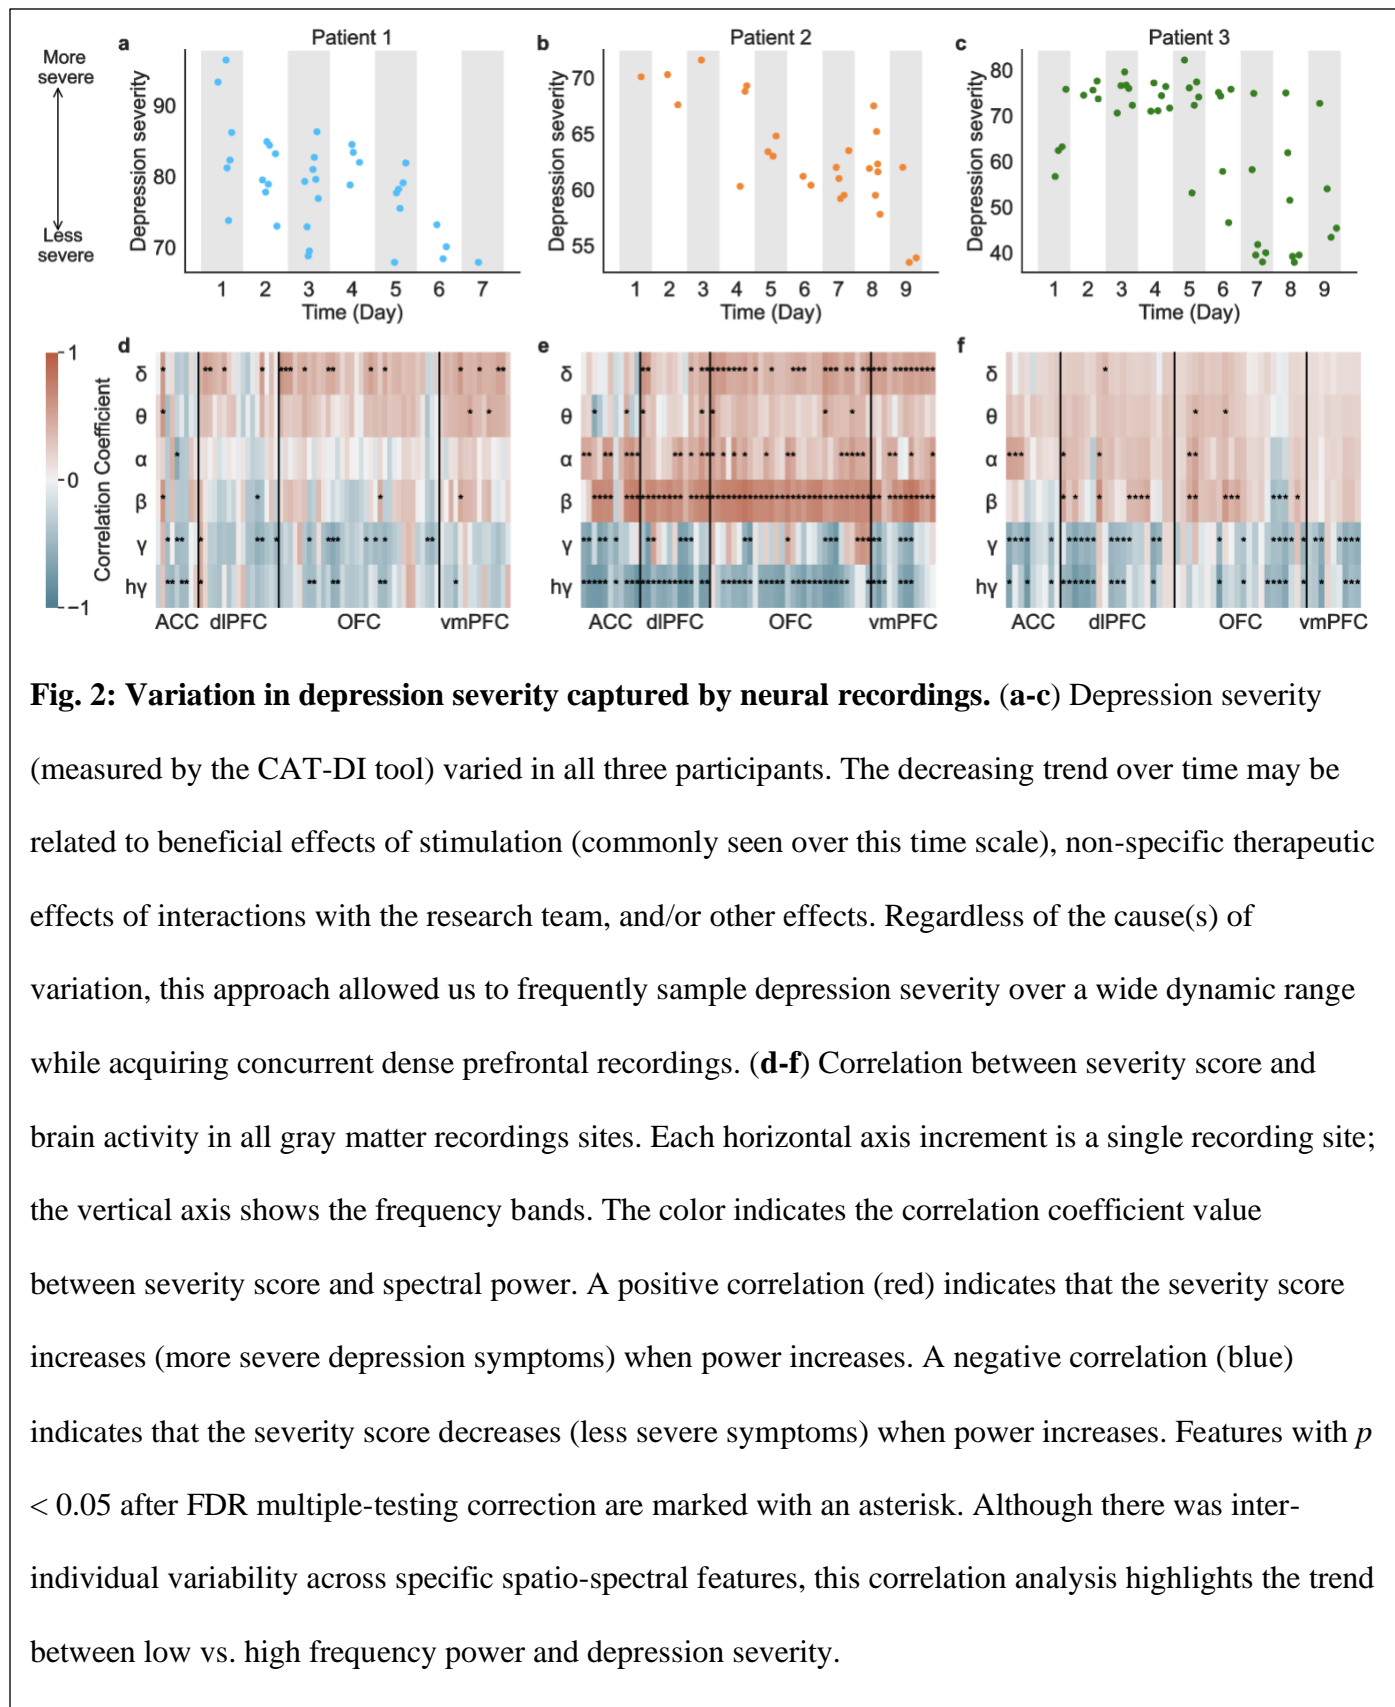 a
Patient 1
b
Patient 2
c
Patient 3
More
severe
Less
severe
Depression severity
90
80
70
1 2 3 4 5 6 7
Time (Day)
Depression severity
70
65
60
55
1 2 3 4 5 6 7 8 9
Time (Day)
Depression severity
80
70
60
50
40
1 2 3 4 5 6 7 8 9
Time (Day)
1
0
−1
Correlation Coefficient
d
δ
θ
α
β
γ
hγ
ACC dlPFC OFC vmPFC
e
δ
θ
α
β
γ
hγ
ACC dlPFC OFC vmPFC
f
δ
θ
α
β
γ
hγ
ACC dlPFC OFC vmPFC
Fig. 2: Variation in depression severity captured by neural recordings. (a-c) Depression severity
(measured by the CAT-DI tool) varied in all three participants. The decreasing trend over time may be
related to beneficial effects of stimulation (commonly seen over this time scale), non-specific therapeutic
effects of interactions with the research team, and/or other effects. Regardless of the cause(s) of
variation, this approach allowed us to frequently sample depression severity over a wide dynamic range
while acquiring concurrent dense prefrontal recordings. (d-f) Correlation between severity score and
brain activity in all gray matter recordings sites. Each horizontal axis increment is a single recording site;
the vertical axis shows the frequency bands. The color indicates the correlation coefficient value
between severity score and spectral power. A positive correlation (red) indicates that the severity score
increases (more severe depression symptoms) when power increases. A negative correlation (blue)
indicates that the severity score decreases (less severe symptoms) when power increases. Features with p
< 0.05 after FDR multiple-testing correction are marked with an asterisk. Although there was inter-
individual variability across specific spatio-spectral features, this correlation analysis highlights the trend
between low vs. high frequency power and depression severity.